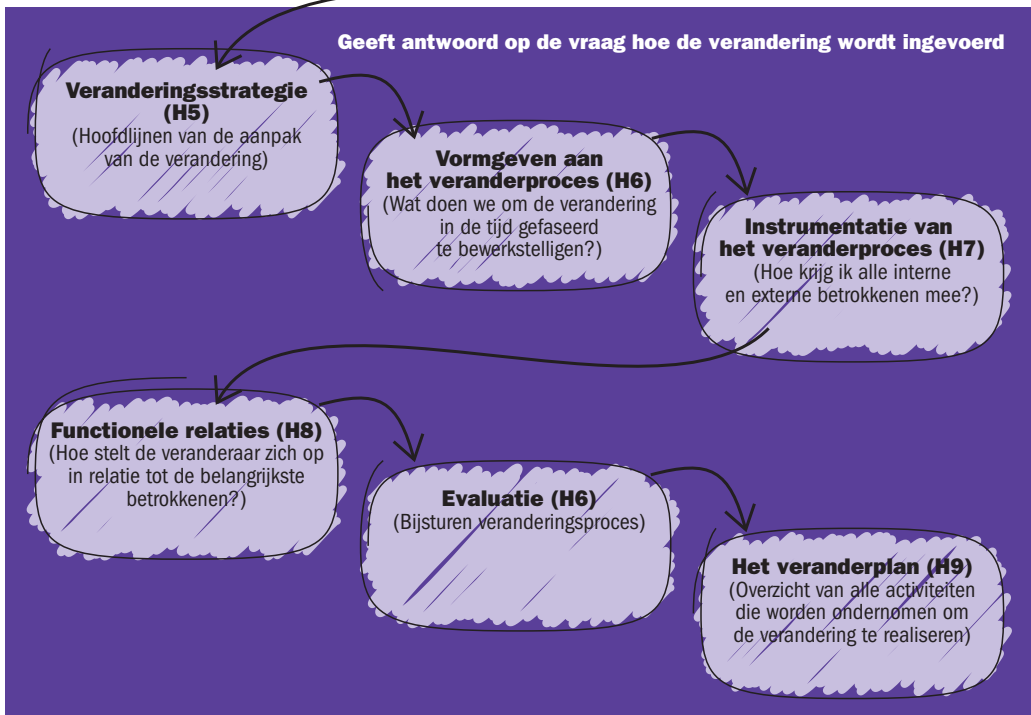 Geeft antwoord op de vraag hoe de verandering wordt ingevoerd
Veranderingsstrategie
(H5)
(Hoofdlijnen van de aanpak
van de verandering)
Vormgeven aan
het veranderproces (H6)
(Wat doen we om de verandering
in de tijd gefaseerd
te bewerkstelligen?)
Instrumentatie van
het veranderproces (H7)
(Hoe krijg ik alle interne
en externe betrokkenen mee?)
Functionele relaties (H8)
(Hoe stelt de veranderaar zich op
in relatie tot de belangrijkste
betrokkenen?)
Evaluatie (H6)
(Bijsturen veranderingsproces)
Het veranderplan (H9)
(Overzicht van alle activiteiten
die worden ondernomen om
de verandering te realiseren)